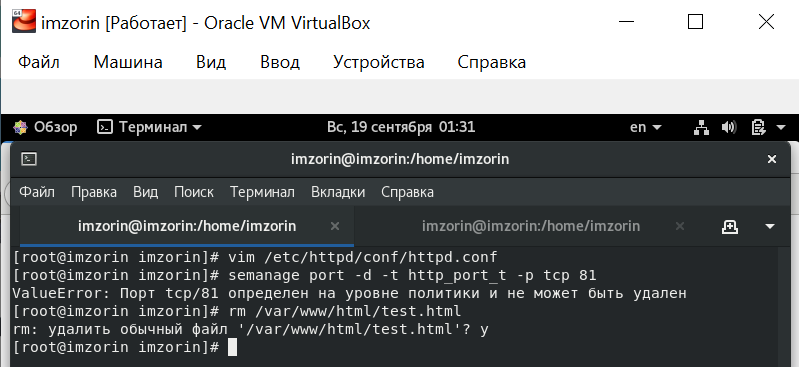 64
imzorin [Работает] - Oracle VM VirtualBox
Файл Машина Вид Ввод Устройства Справка
Обзор Терминал Вс, 19 сентября 01:31 en
imzorin@imzorin:/home/imzorin
Файл Правка Вид Поиск Терминал Вкладки Справка
imzorin@imzorin:/home/imzorin × imzorin@imzorin:/home/imzorin ×
[root@imzorin imzorin]# vim /etc/httpd/conf/httpd.conf
[root@imzorin imzorin]# semanage port -d -t http_port_t -p tcp 81
ValueError: Порт tcp/81 определен на уровне политики и не может быть удален
[root@imzorin imzorin]# rm /var/www/html/test.html
rm: удалить обычный файл '/var/www/html/test.html'? y
[root@imzorin imzorin]#